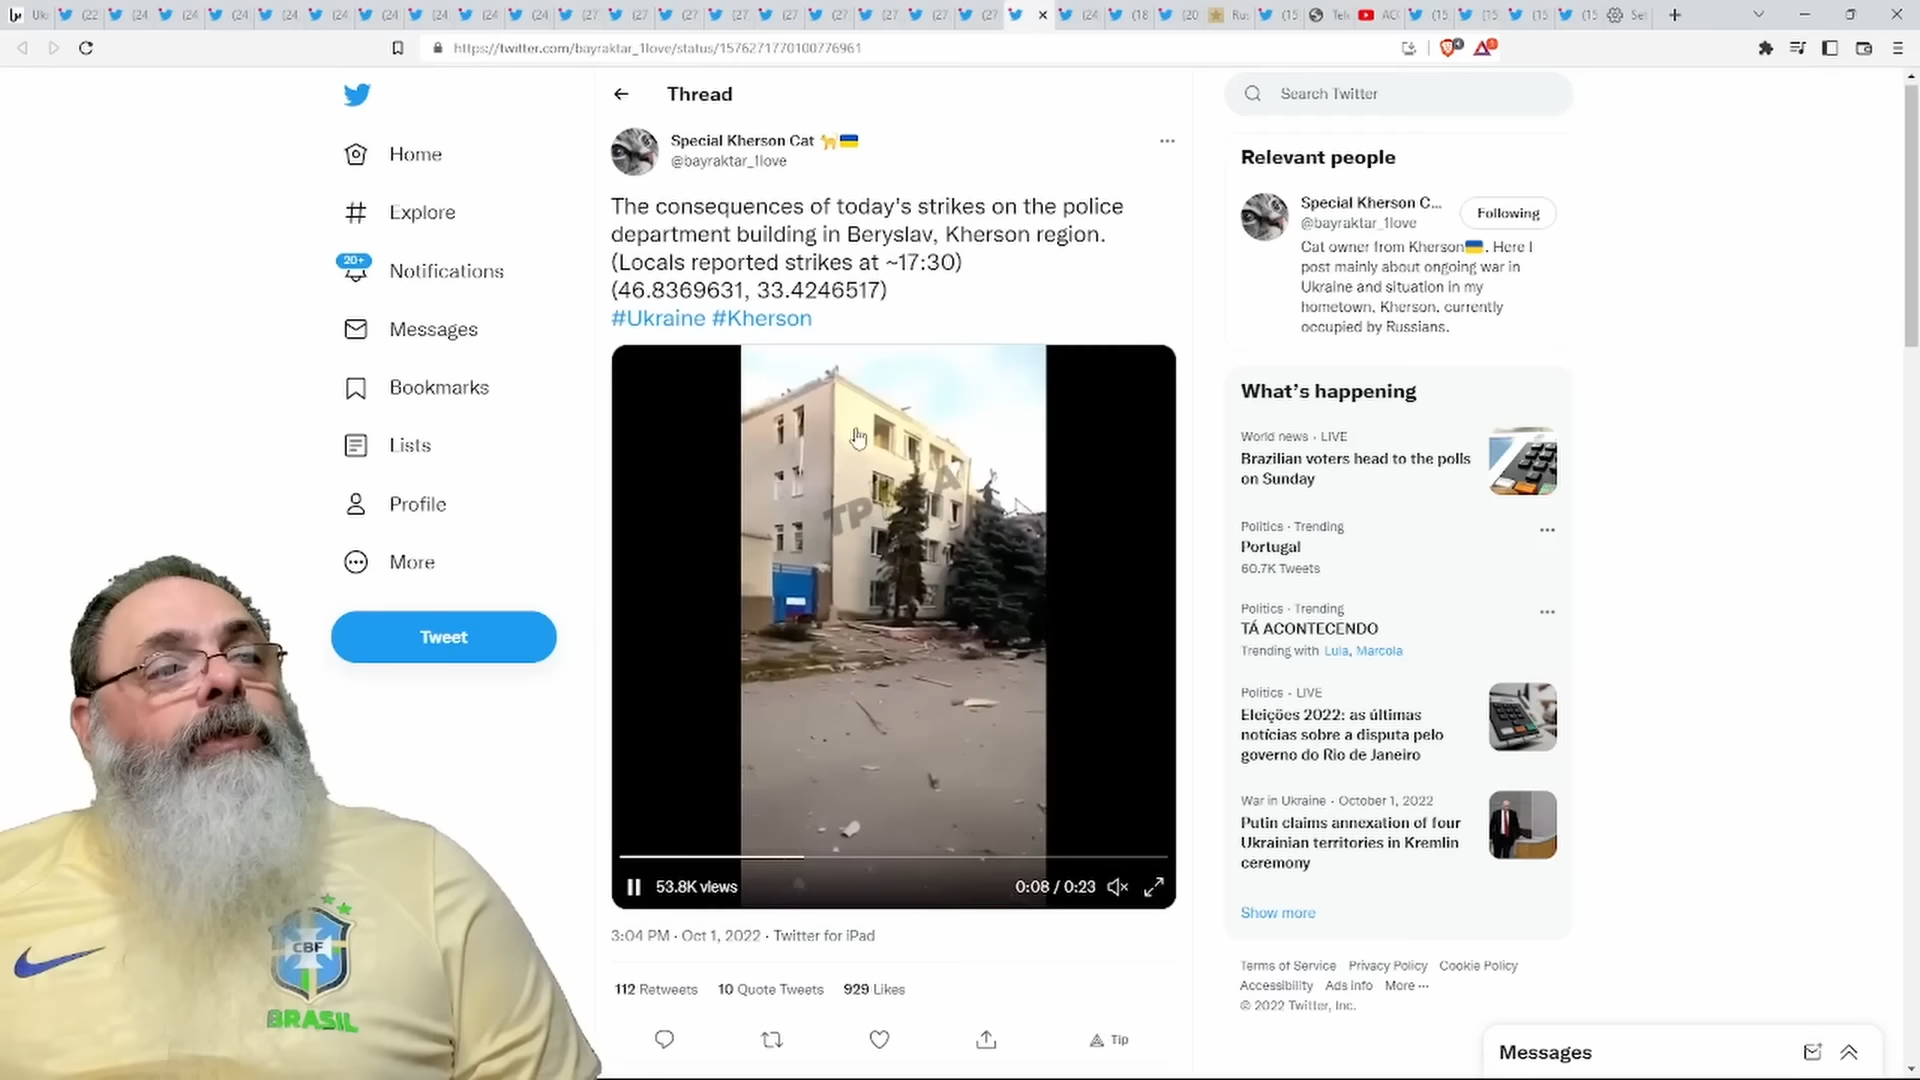 https://twitter.com/bayraktar_1love/status/1576271770100776961
Home
Explore
20+
Notifications
Messages
Bookmarks
Lists
Profile
More
Tweet
Thread
Special Kherson Cat
@bayraktar_1love
The consequences of today's strikes on the police
department building in Beryslav, Kherson region.
(Locals reported strikes at ~17:30)
(46.8369631, 33.4246517)
#Ukraine #Kherson
53.8K views
0:08 / 0:23
3:04 PM · Oct 1, 2022 · Twitter for iPad
112 Retweets 10 Quote Tweets 929 Likes
Tip
Search Twitter
Relevant people
Special Kherson C...
@bayraktar_1love
Following
Cat owner from Kherson. Here I
post mainly about ongoing war in
Ukraine and situation in my
hometown, Kherson, currently
occupied by Russians.
What's happening
World news · LIVE
Brazilian voters head to the polls
on Sunday
Politics · Trending
Portugal
60.7K Tweets
Politics · Trending
TÁ ACONTECENDO
Trending with Lula, Marcola
Politics · LIVE
Eleições 2022: as últimas
notícias sobre a disputa pelo
governo do Rio de Janeiro
War in Ukraine · October 1, 2022
Putin claims annexation of four
Ukrainian territories in Kremlin
ceremony
Show more
Terms of Service Privacy Policy Cookie Policy
Accessibility Ads info More ...
© 2022 Twitter, Inc.
Messages
CBF
BRASIL